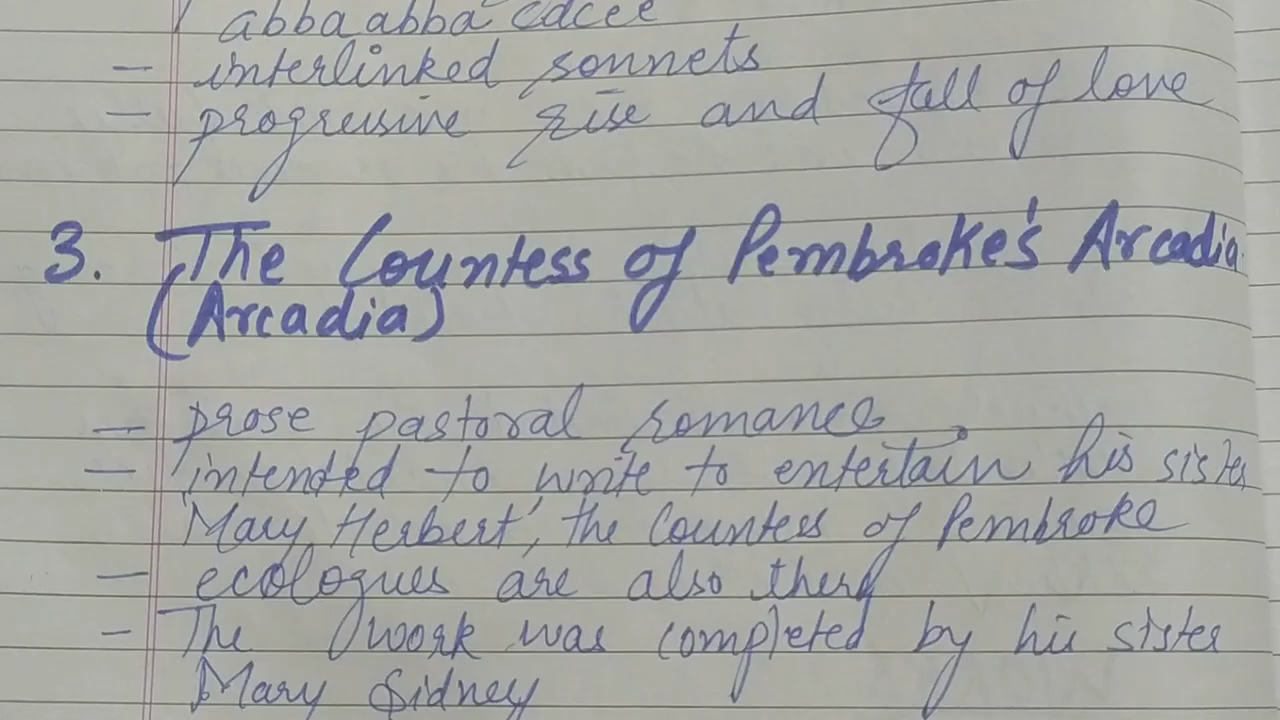 abba abba cdcee
– interlinked sonnets
– progressive rise and fall of love
3. The Countess of Pembroke's Arcadia
(Arcadia)
– prose pastoral romance
– intended to write to entertain his sister
'Mary Herbert', the Countess of Pembroke
– ecologues are also there
– The work was completed by his sister
Mary Sidney